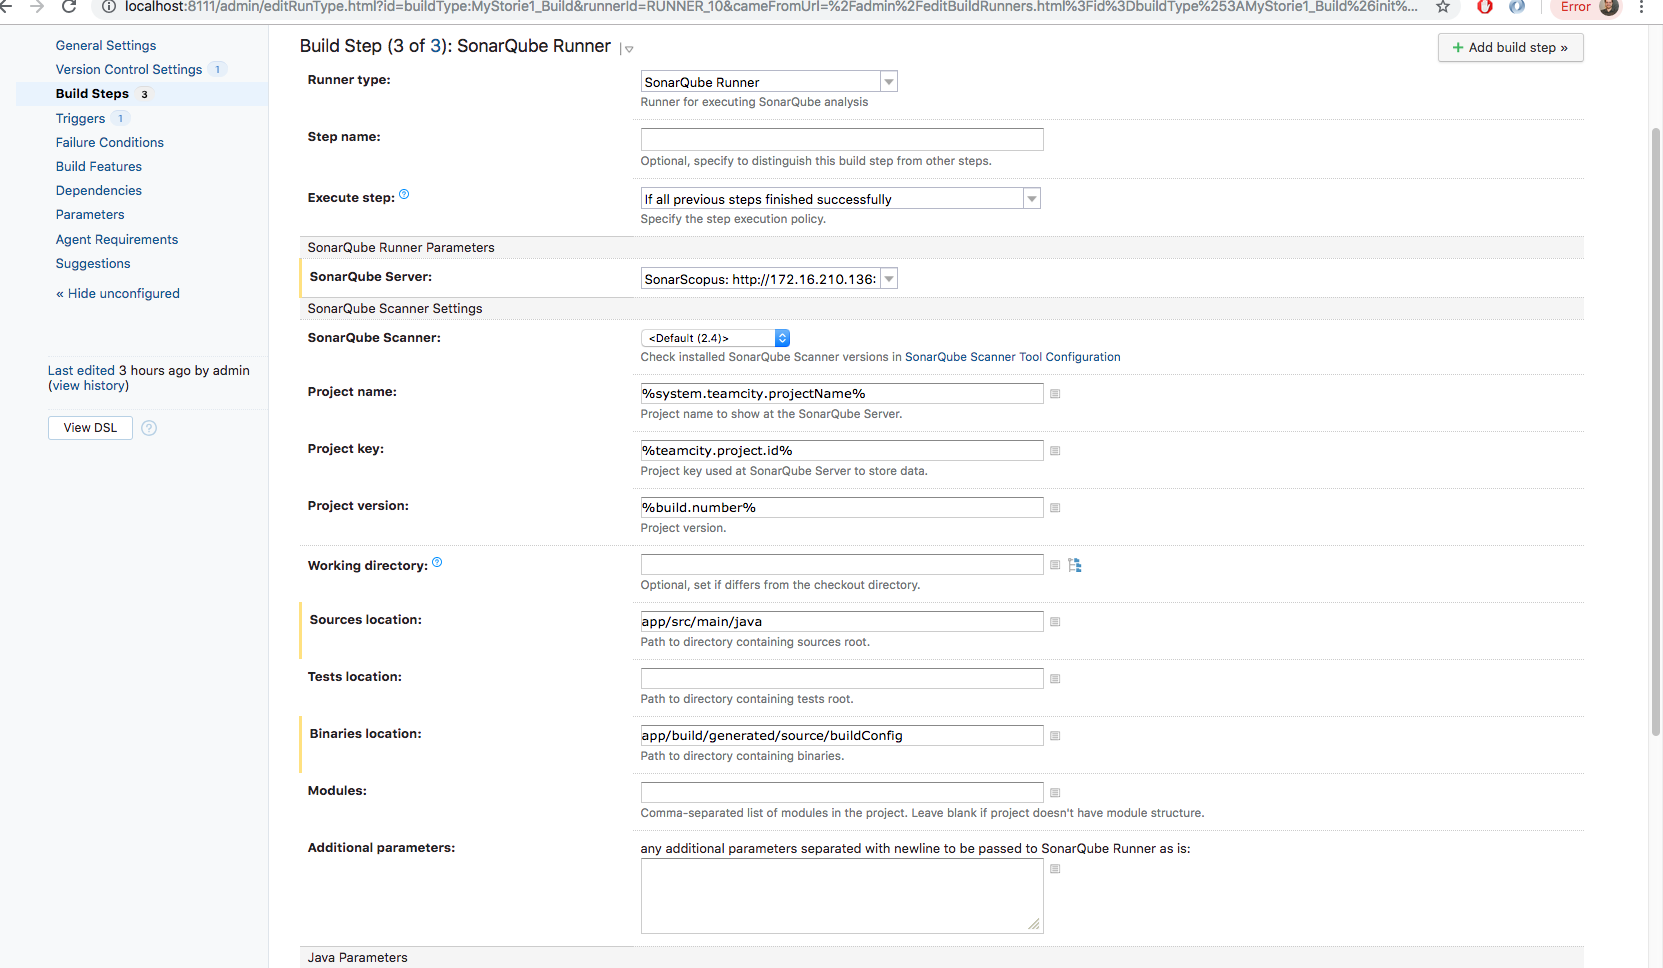 localhost:8111/admin/editRunType.html?id=buildType:MyStorie1_Build&runnerId=RUNNER_10&cameFromUrl=%2Fadmin%2FeditBuildRunners.html%3Fid%3DbuildType%253AMyStorie1_Build%26init%... Error
General Settings
Version Control Settings 1
Build Steps 3
Triggers 1
Failure Conditions
Build Features
Dependencies
Parameters
Agent Requirements
Suggestions
« Hide unconfigured
Last edited 3 hours ago by admin
(view history)
View DSL ?
Build Step (3 of 3): SonarQube Runner
+ Add build step »
Runner type:
SonarQube Runner
Runner for executing SonarQube analysis
Step name:
Optional, specify to distinguish this build step from other steps.
Execute step: ?
If all previous steps finished successfully
Specify the step execution policy.
SonarQube Runner Parameters
SonarQube Server:
SonarScopus: http://172.16.210.136:
SonarQube Scanner Settings
SonarQube Scanner:
<Default (2.4)>
Check installed SonarQube Scanner versions in SonarQube Scanner Tool Configuration
Project name:
%system.teamcity.projectName%
Project name to show at the SonarQube Server.
Project key:
%teamcity.project.id%
Project key used at SonarQube Server to store data.
Project version:
%build.number%
Project version.
Working directory: ?
Optional, set if differs from the checkout directory.
Sources location:
app/src/main/java
Path to directory containing sources root.
Tests location:
Path to directory containing tests root.
Binaries location:
app/build/generated/source/buildConfig
Path to directory containing binaries.
Modules:
Comma-separated list of modules in the project. Leave blank if project doesn't have module structure.
Additional parameters:
any additional parameters separated with newline to be passed to SonarQube Runner as is:
Java Parameters